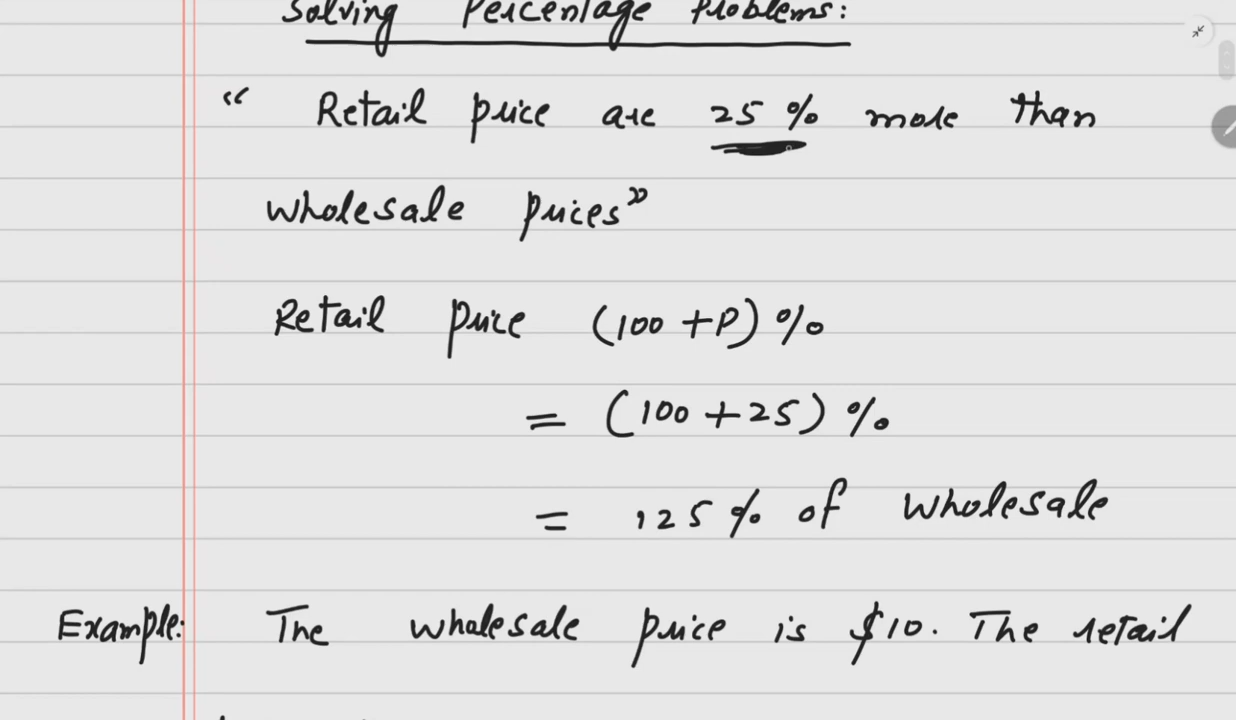 Solving Percentage Problems:
" Retail price are 25% more than
wholesale prices"
Retail price (100+P)%
= (100+25)%
= 125% of wholesale
Example: The wholesale price is $10. The retail